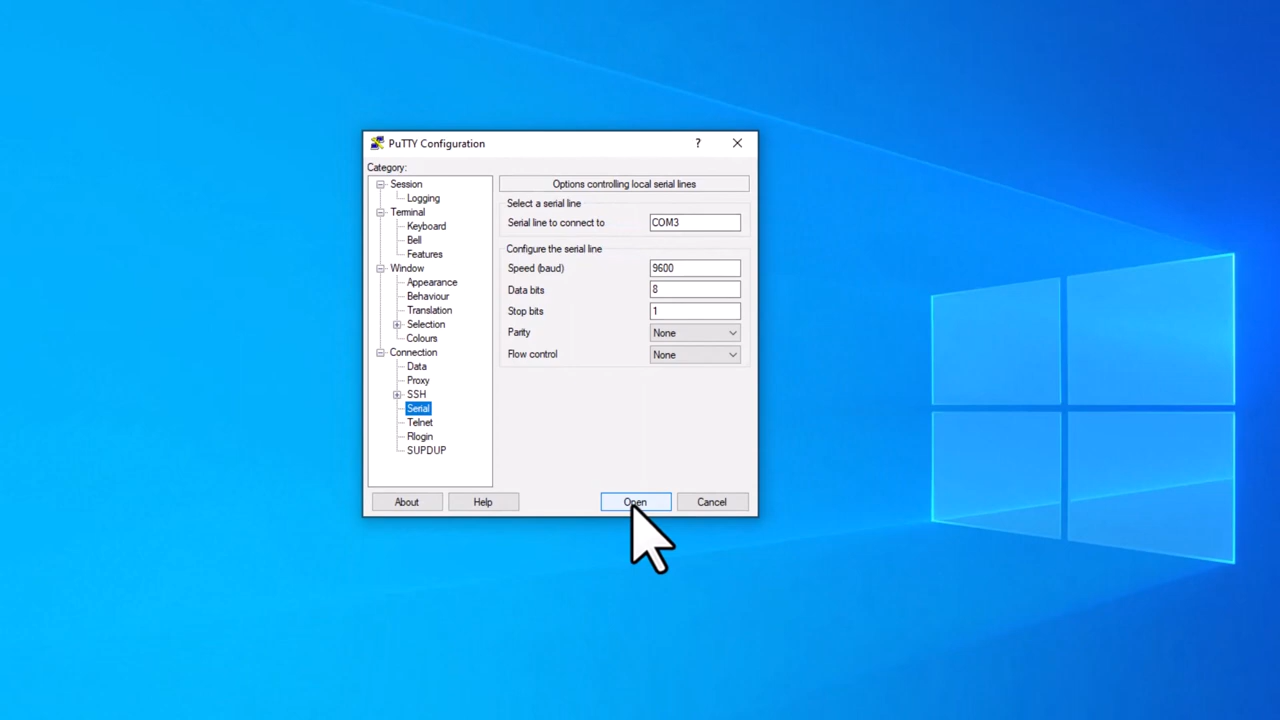 PuTTY Configuration
?
Category:
Session
Logging
Terminal
Keyboard
Bell
Features
Window
Appearance
Behaviour
Translation
Selection
Colours
Connection
Data
Proxy
SSH
Serial
Telnet
Rlogin
SUPDUP
Options controlling local serial lines
Select a serial line
Serial line to connect to COM3
Configure the serial line
Speed (baud) 9600
Data bits 8
Stop bits 1
Parity None
Flow control None
About Help Open Cancel